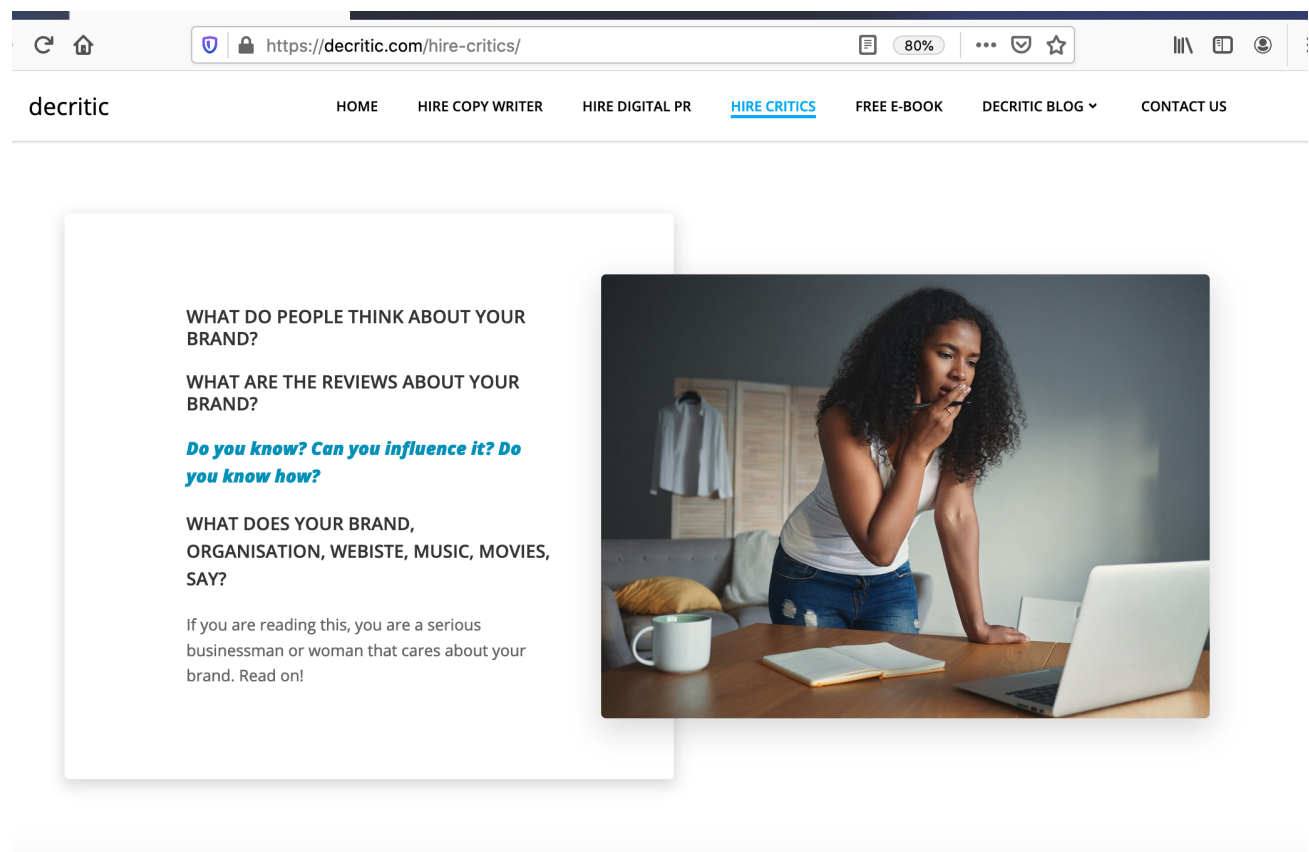 https://decritic.com/hire-critics/
80%
decritic
HOME
HIRE COPY WRITER
HIRE DIGITAL PR
HIRE CRITICS
FREE E-BOOK
DECRITIC BLOG
CONTACT US
WHAT DO PEOPLE THINK ABOUT YOUR
BRAND?
WHAT ARE THE REVIEWS ABOUT YOUR
BRAND?
Do you know? Can you influence it? Do
you know how?
WHAT DOES YOUR BRAND,
ORGANISATION, WEBISTE, MUSIC, MOVIES,
SAY?
If you are reading this, you are a serious
businessman or woman that cares about your
brand. Read on!